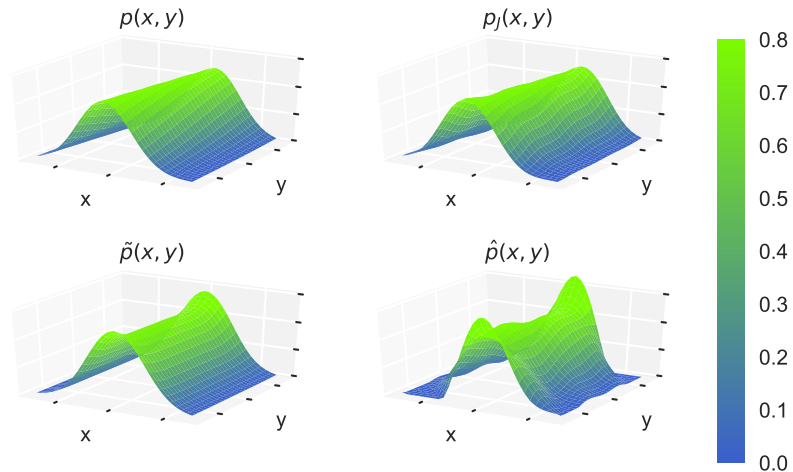 p(x, y)
p_J(x, y)
x
y
x
y
p̃(x, y)
p̂(x, y)
x
y
x
y
0.8
0.7
0.6
0.5
0.4
0.3
0.2
0.1
0.0